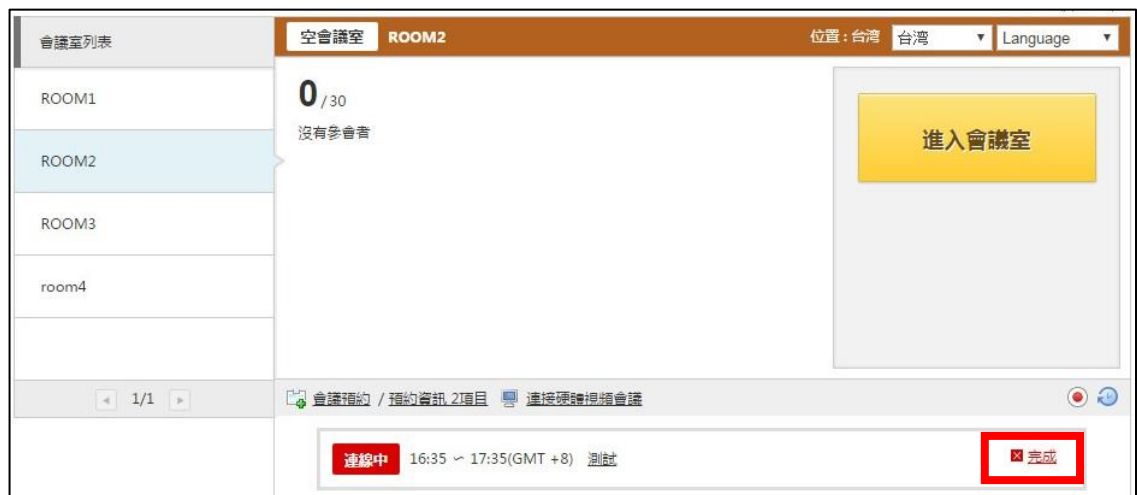 會議室列表
ROOM1
ROOM2
ROOM3
room4
1/1
空會議室 ROOM2 位置:台湾 台湾 Language
0/30
沒有參會者
進入會議室
會議預約 / 預約資訊 2項目 連接硬體視頻會議
連線中 16:35 ~ 17:35(GMT +8) 測試 完成